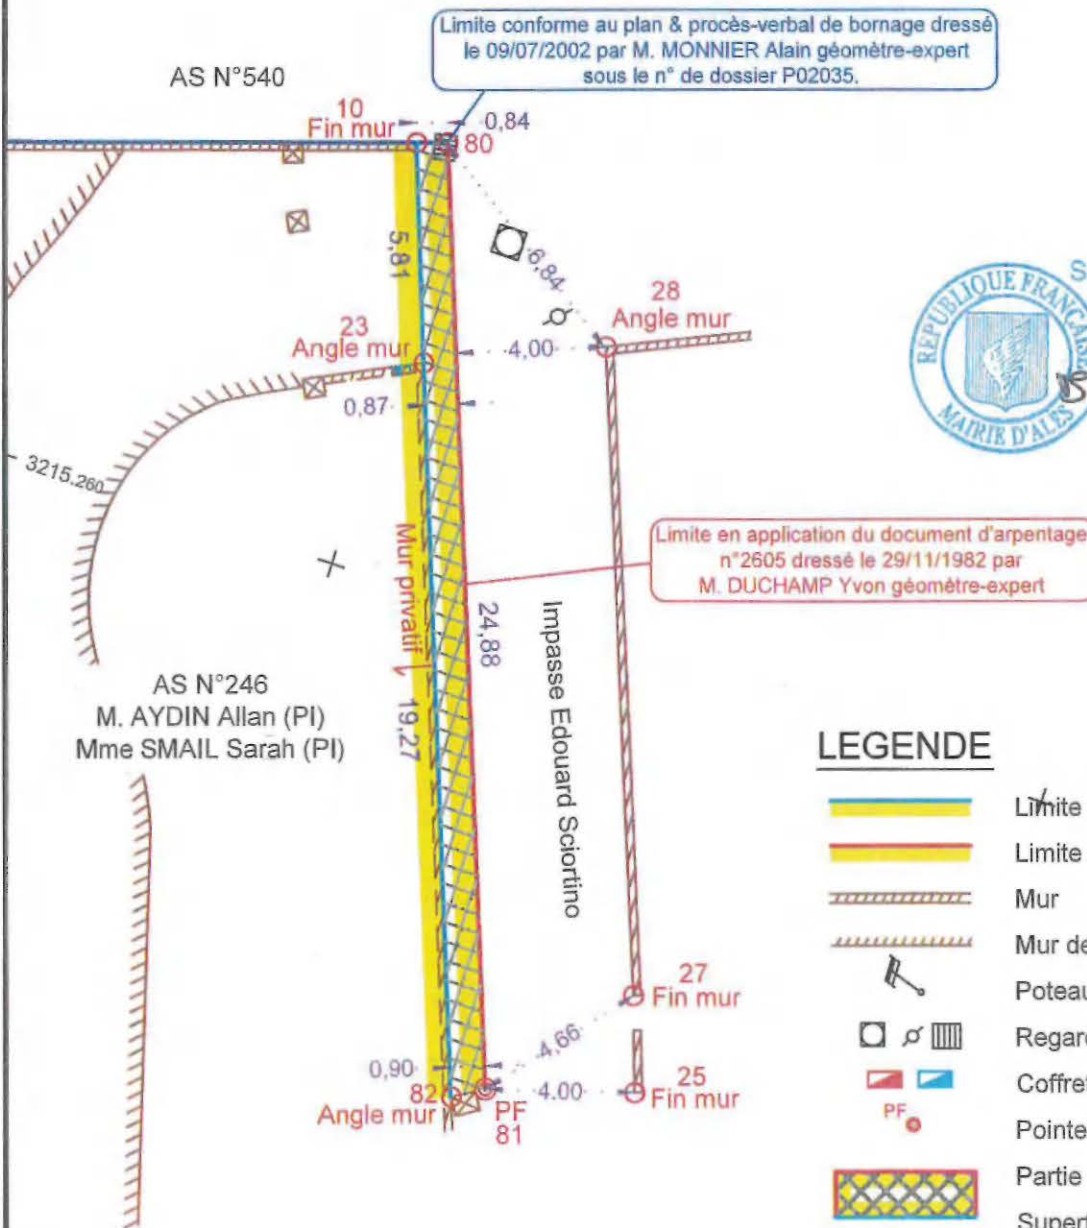 Limite conforme au plan & procès-verbal de bornage dressé
le 09/07/2002 par M. MONNIER Alain géomètre-expert
sous le n° de dossier P02035.
AS N°540
10
Fin mur
0,84
80
5,81
6,84
28
Angle mur
23
Angle mur
4,00
0,87
REPUBLIQUE FRANCAISE
MAIRIE D'ALES
3215.260
Mur privatif
Limite en application du document d'arpentage
n°2605 dressé le 29/11/1982 par
M. DUCHAMP Yvon géomètre-expert
24,88
Impasse Edouard Sciortino
19,27
AS N°246
M. AYDIN Allan (PI)
Mme SMAIL Sarah (PI)
27
Fin mur
4,66
0,90
82
Angle mur
PF
81
4.00
25
Fin mur
LEGENDE
Limite
Limite
Mur
Mur de
Poteau
Regard
Coffret
PF
Pointe
Partie